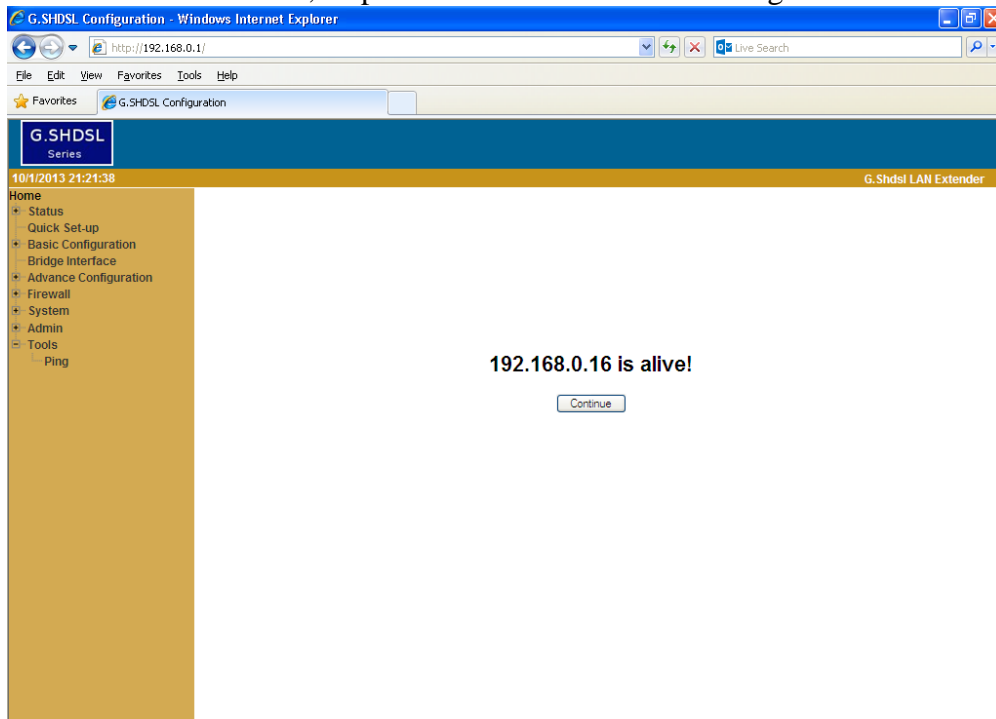 G.SHDSL Configuration - Windows Internet Explorer
http://192.168.0.1/
Live Search
File Edit View Favorites Tools Help
Favorites
G.SHDSL Configuration
G.SHDSL
Series
10/1/2013 21:21:38
G.Shdsl LAN Extender
Home
Status
Quick Set-up
Basic Configuration
Bridge Interface
Advance Configuration
Firewall
System
Admin
Tools
Ping
192.168.0.16 is alive!
Continue